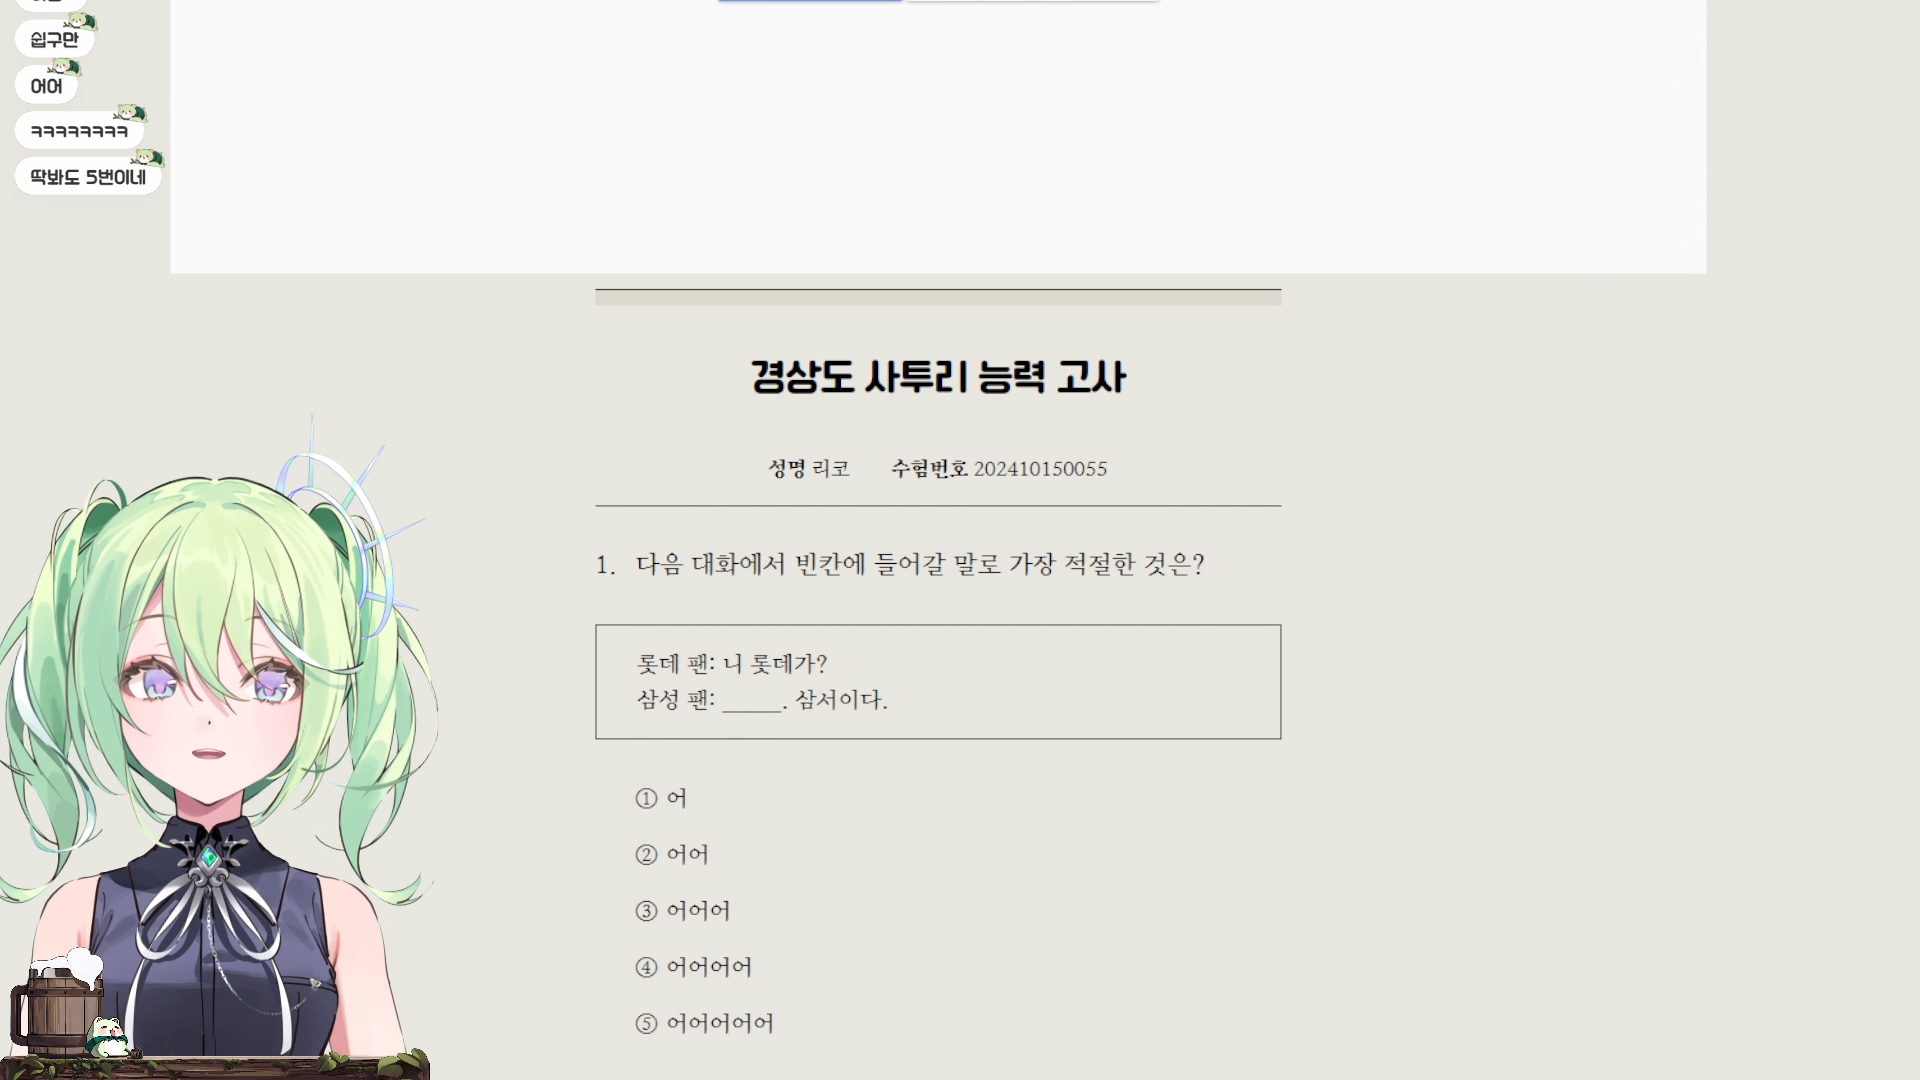 쉽구만
어어
ㅋㅋㅋㅋㅋㅋㅋㅋ
딱봐도 5번이네
경상도 사투리 능력 고사
성명 리코 수험번호 202410150055
1. 다음 대화에서 빈칸에 들어갈 말로 가장 적절한 것은?
롯데 팬: 니 롯데가?
삼성 팬: _____. 삼서이다.
① 어
② 어어
③ 어어어
④ 어어어어
⑤ 어어어어어